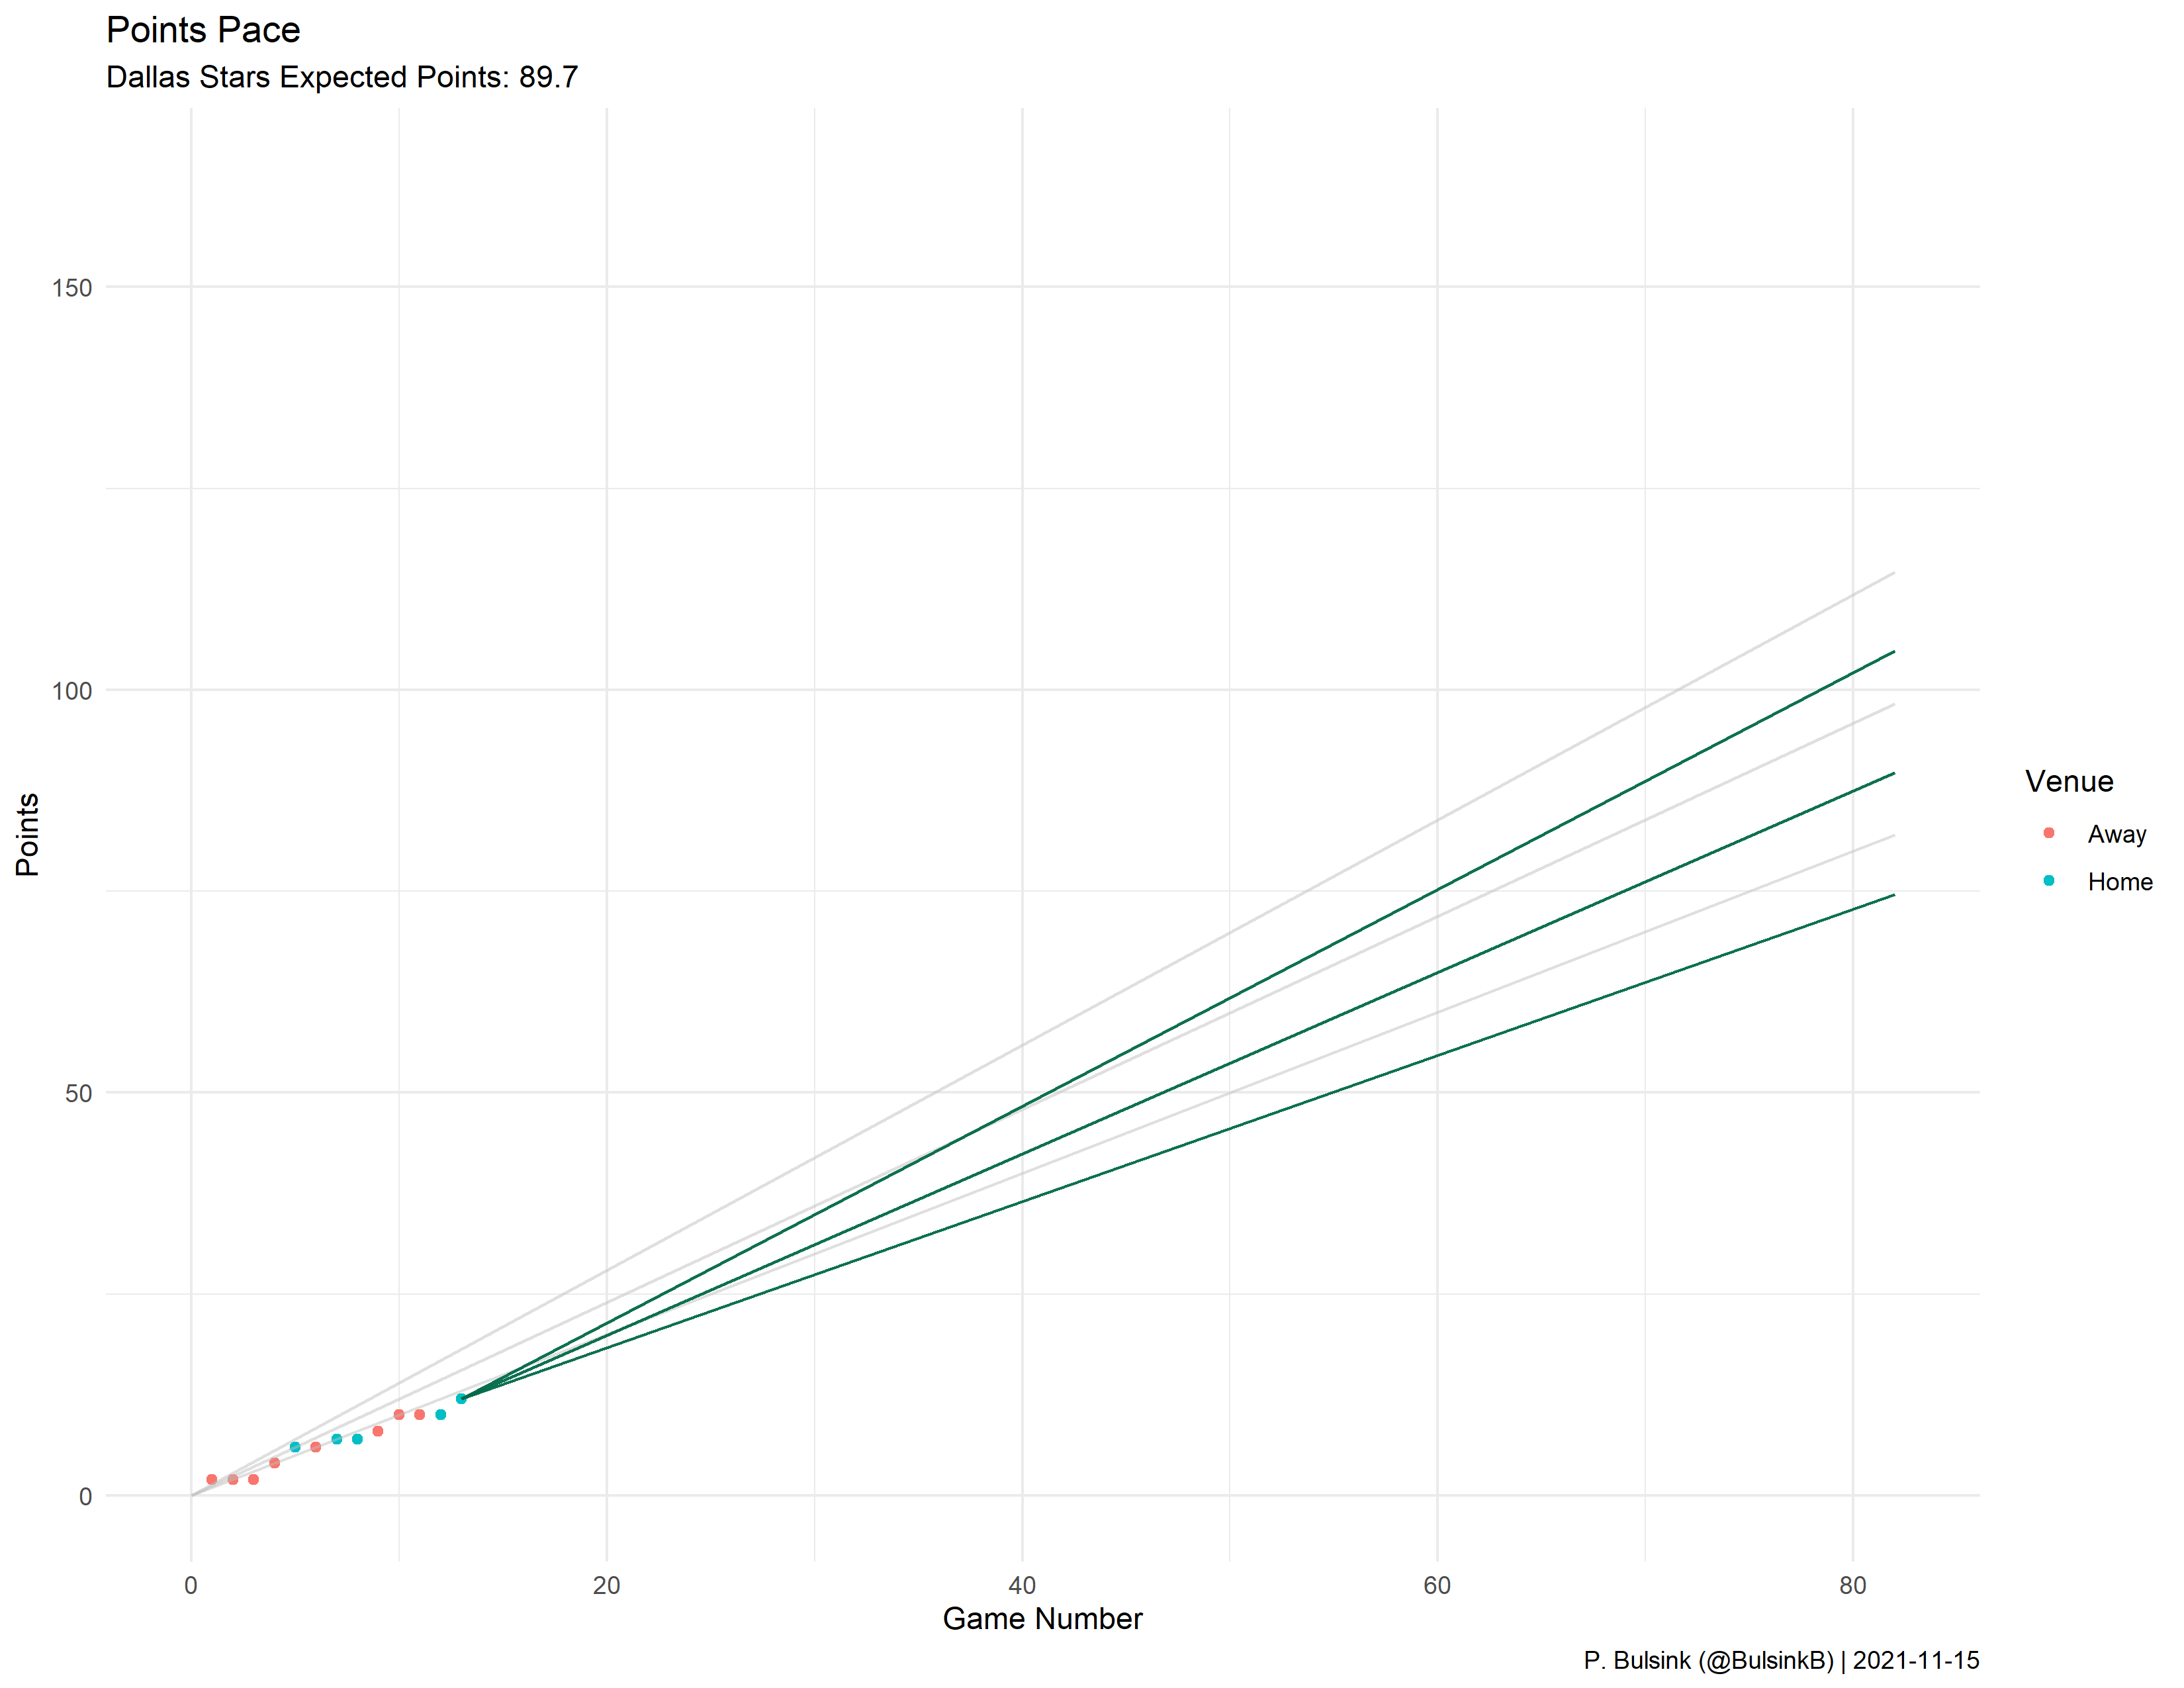 Points Pace
Dallas Stars Expected Points: 89.7
150
100
50
0
Points
0 20 40 60 80
Game Number
Venue
Away
Home
P. Bulsink (@BulsinkB) | 2021-11-15